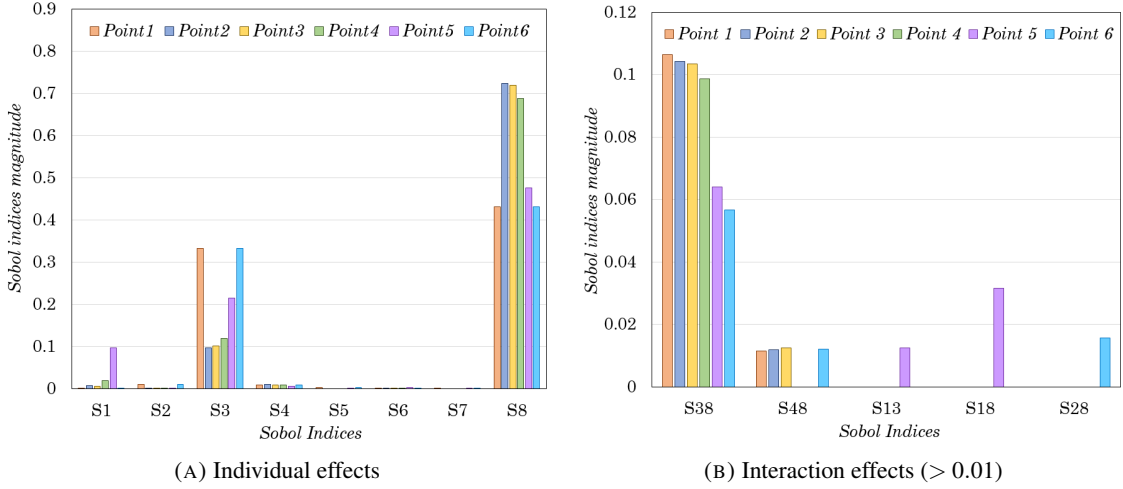 0.9
0.8
0.7
0.6
0.5
0.4
0.3
0.2
0.1
0
Sobol indices magnitude
Point1 Point2 Point3 Point4 Point5 Point6
S1 S2 S3 S4 S5 S6 S7 S8
Sobol Indices
(A) Individual effects
0.12
0.1
0.08
0.06
0.04
0.02
0
Sobol indices magnitude
Point 1 Point 2 Point 3 Point 4 Point 5 Point 6
S38 S48 S13 S18 S28
Sobol Indices
(B) Interaction effects (> 0.01)